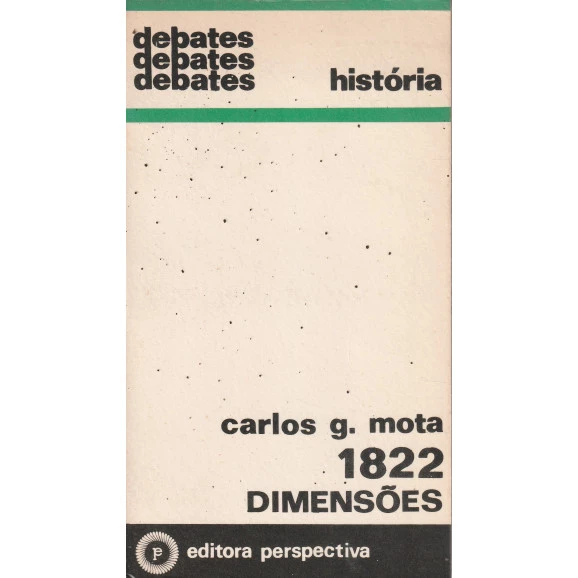 debates
debates
debates história
carlos g. mota
1822
DIMENSÕES
editora perspectiva